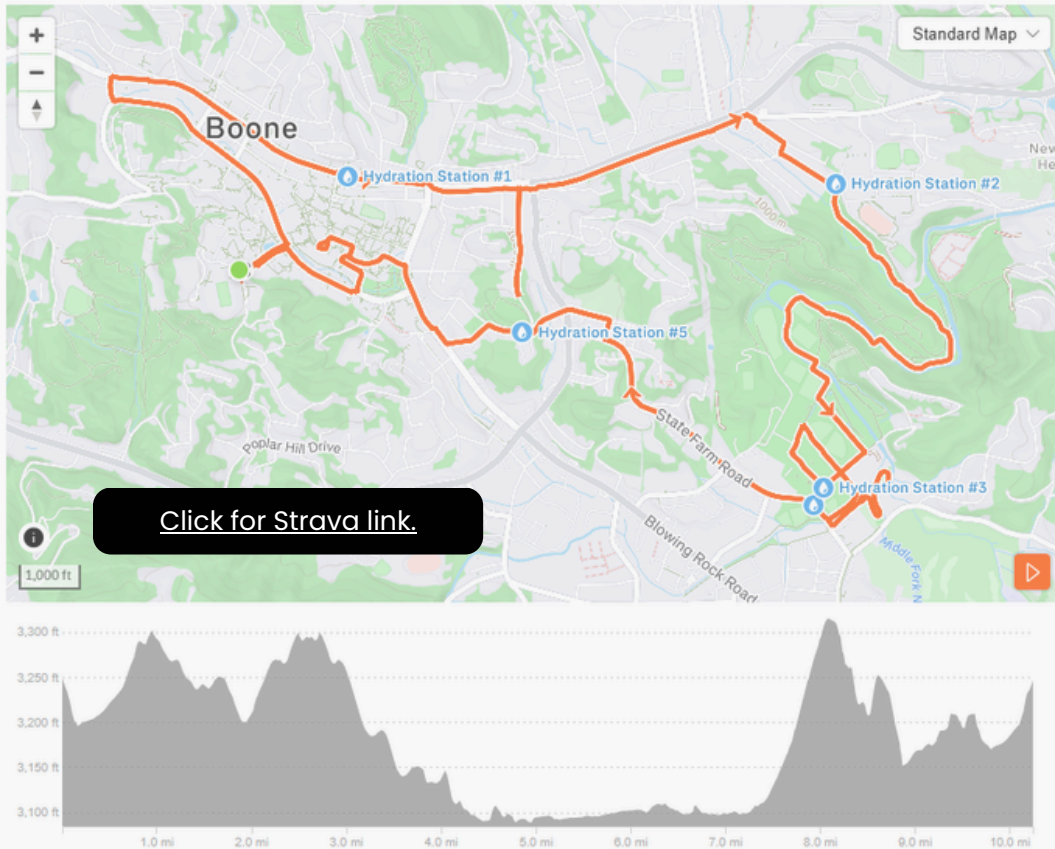 Standard Map
Boone
Hydration Station #1
Hydration Station #2
New
He
1000 m
Hydration Station #5
State Farm Road
Poplar Hill Drive
Hydration Station #3
Click for Strava link.
Blowing Rock Road
Middle Fork N
1,000 ft
3,300 ft
3,250 ft
3,200 ft
3,150 ft
3,100 ft
1.0 mi 2.0 mi 3.0 mi 4.0 mi 5.0 mi 6.0 mi 7.0 mi 8.0 mi 9.0 mi 10.0 mi